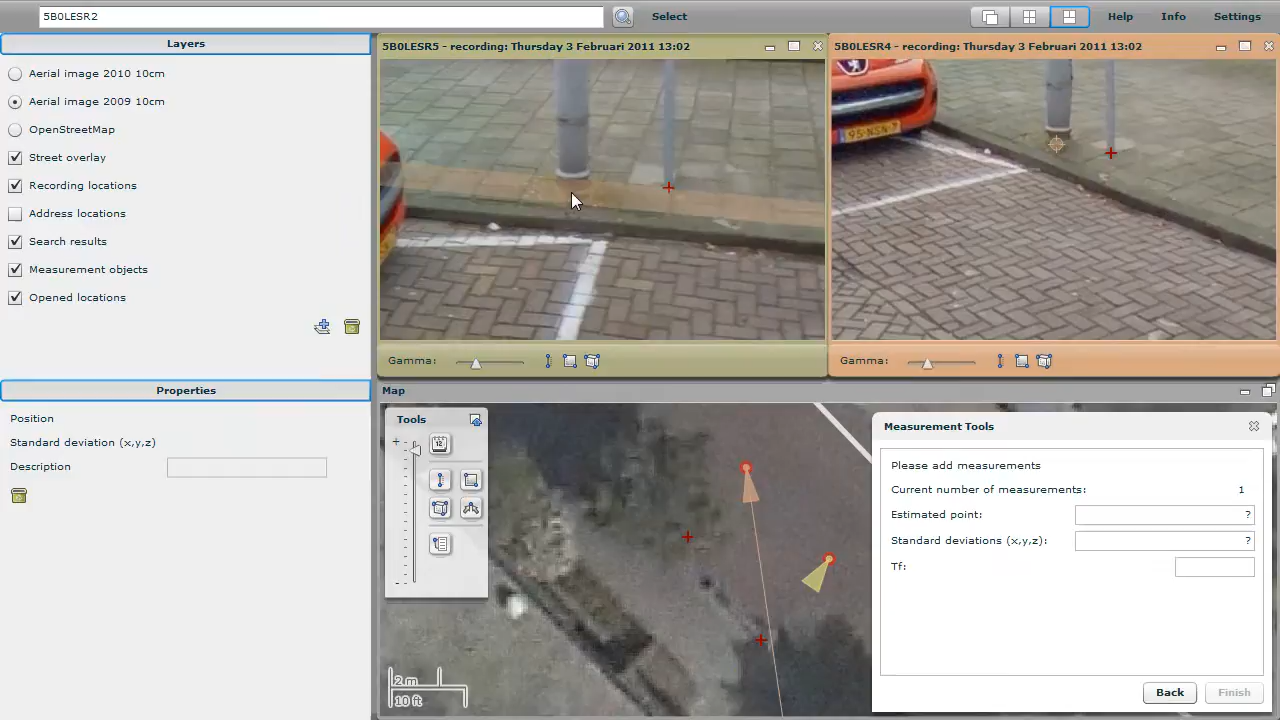 5B0LESR2
Select
Help
Info
Settings
Layers
Aerial image 2010 10cm
Aerial image 2009 10cm
OpenStreetMap
Street overlay
Recording locations
Address locations
Search results
Measurement objects
Opened locations
Properties
Position
Standard deviation (x,y,z)
Description
5B0LESR5 - recording: Thursday 3 Februari 2011 13:02
Gamma:
5B0LESR4 - recording: Thursday 3 Februari 2011 13:02
95-NSN-7
Gamma:
Map
Tools
12
2 m
10 ft
Measurement Tools
Please add measurements
Current number of measurements: 1
Estimated point: ?
Standard deviations (x,y,z): ?
Tf:
Back
Finish